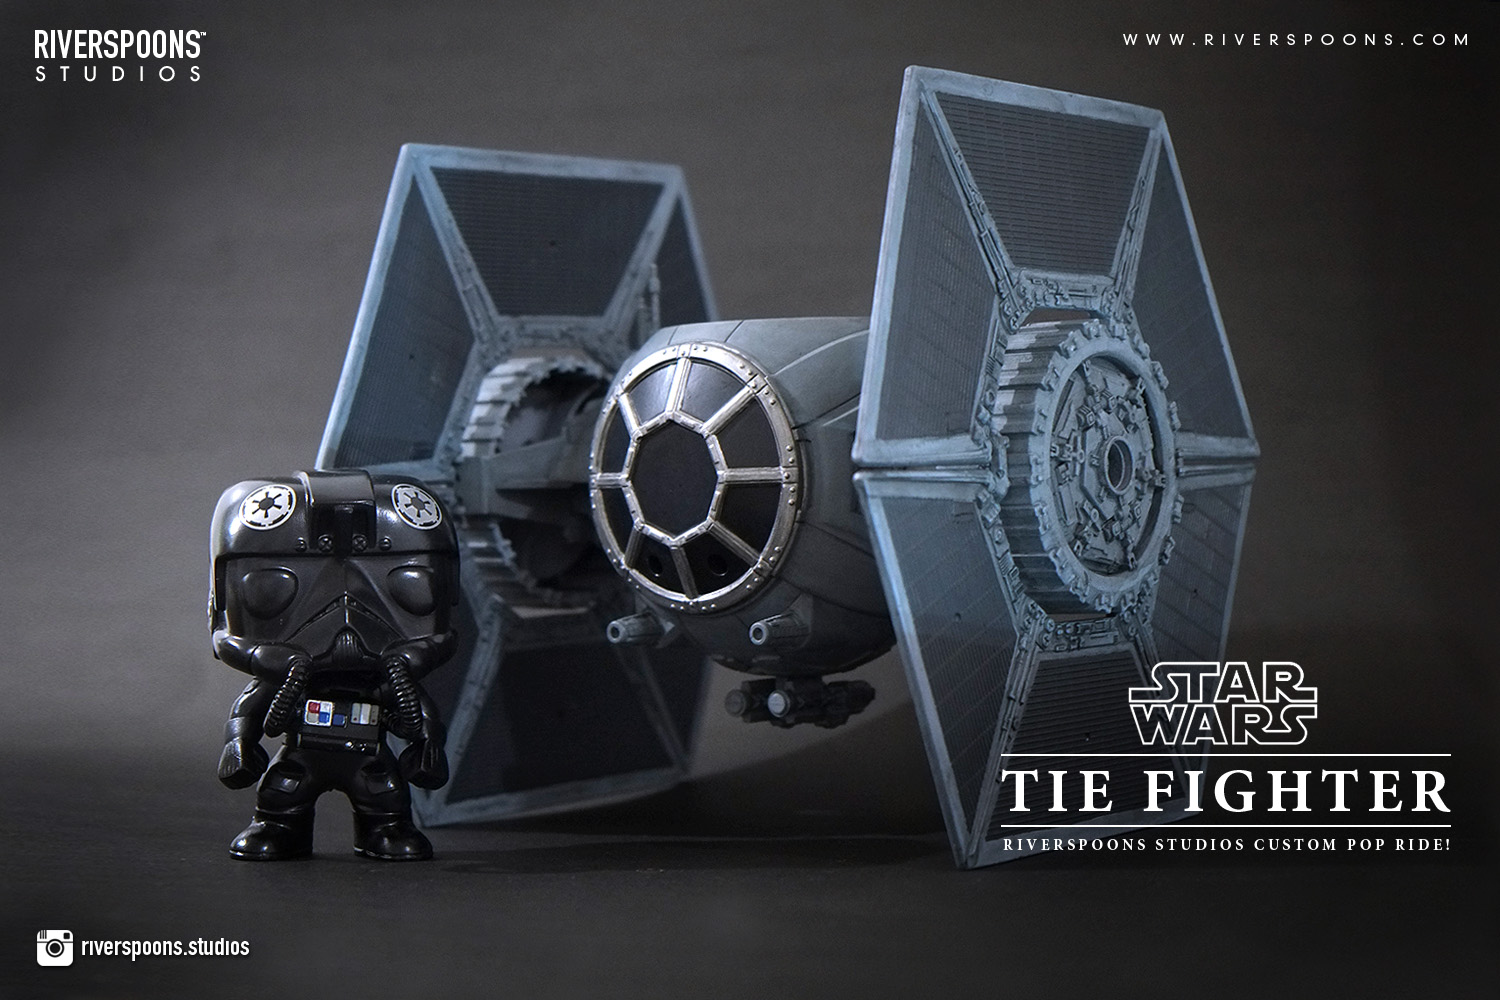 RIVERSPOONS™
STUDIOS
WWW.RIVERSPOONS.COM
STAR
WARS
TIE FIGHTER
RIVERSPOONS STUDIOS CUSTOM POP RIDE!
riverspoons.studios